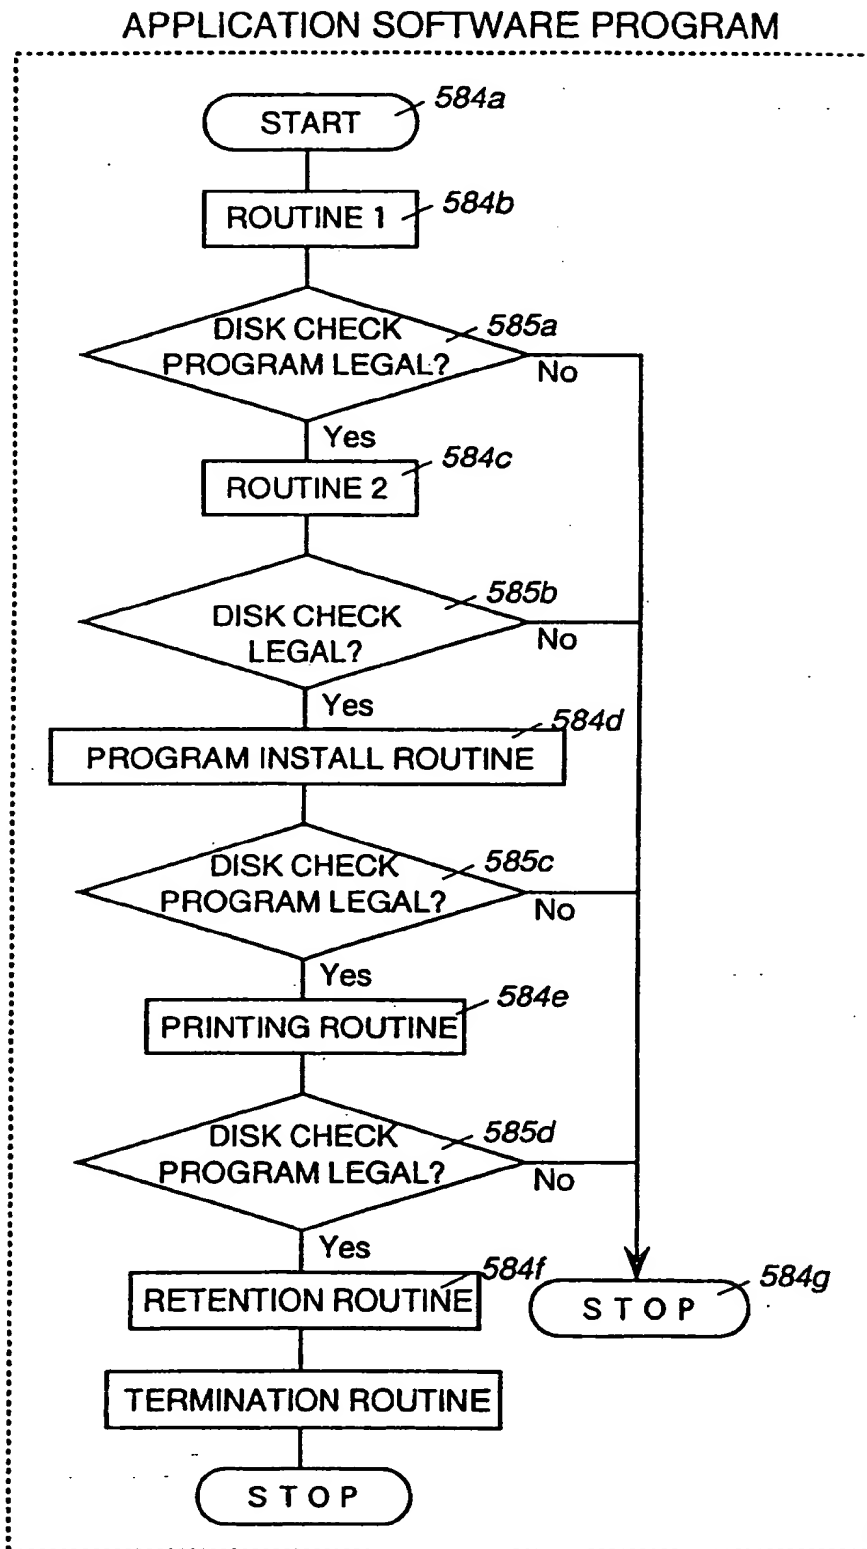 APPLICATION SOFTWARE PROGRAM
START
584a
ROUTINE 1
584b
DISK CHECK
PROGRAM LEGAL?
585a
No
Yes
ROUTINE 2
584c
DISK CHECK
LEGAL?
585b
No
Yes
584d
PROGRAM INSTALL ROUTINE
DISK CHECK
PROGRAM LEGAL?
585c
No
Yes
PRINTING ROUTINE
584e
DISK CHECK
PROGRAM LEGAL?
585d
No
Yes
RETENTION ROUTINE
584f
STOP
584g
TERMINATION ROUTINE
STOP